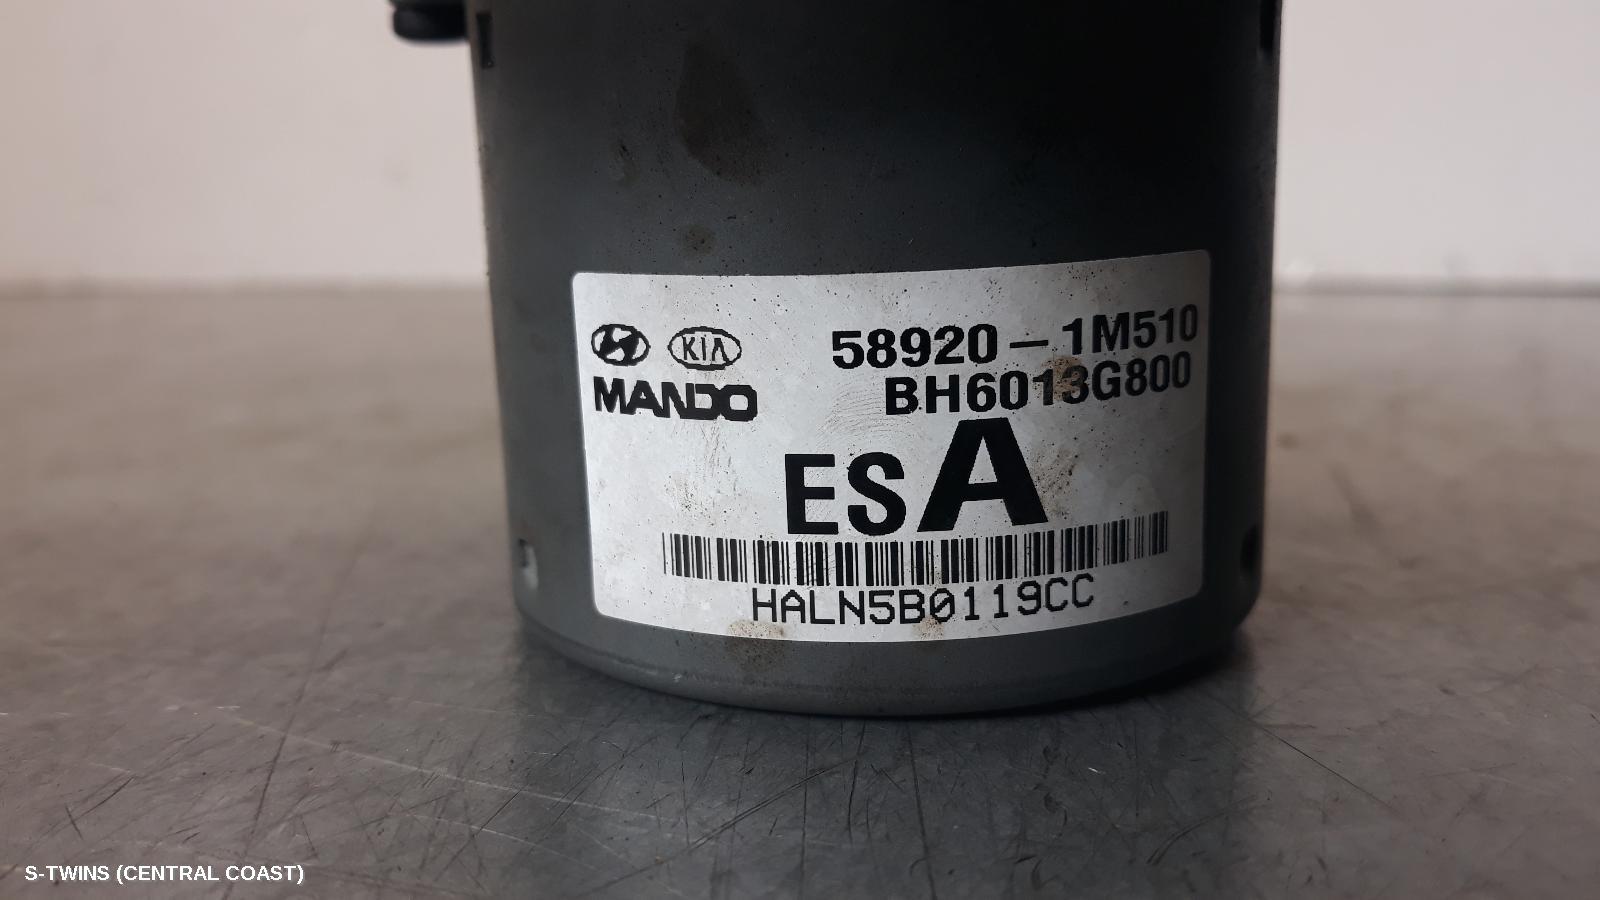 KIA
MANDO
58920-1M510
BH6013G800
ESA
HALN5B0119CC
S-TWINS (CENTRAL COAST)